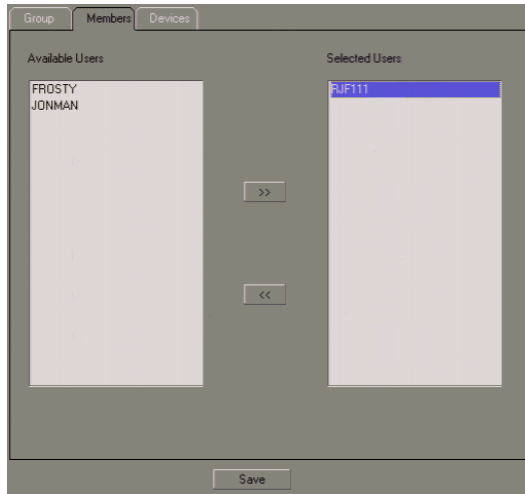 Group Members Devices
Available Users Selected Users
FROSTY RJF111
JONMAN
>>
<<
Save